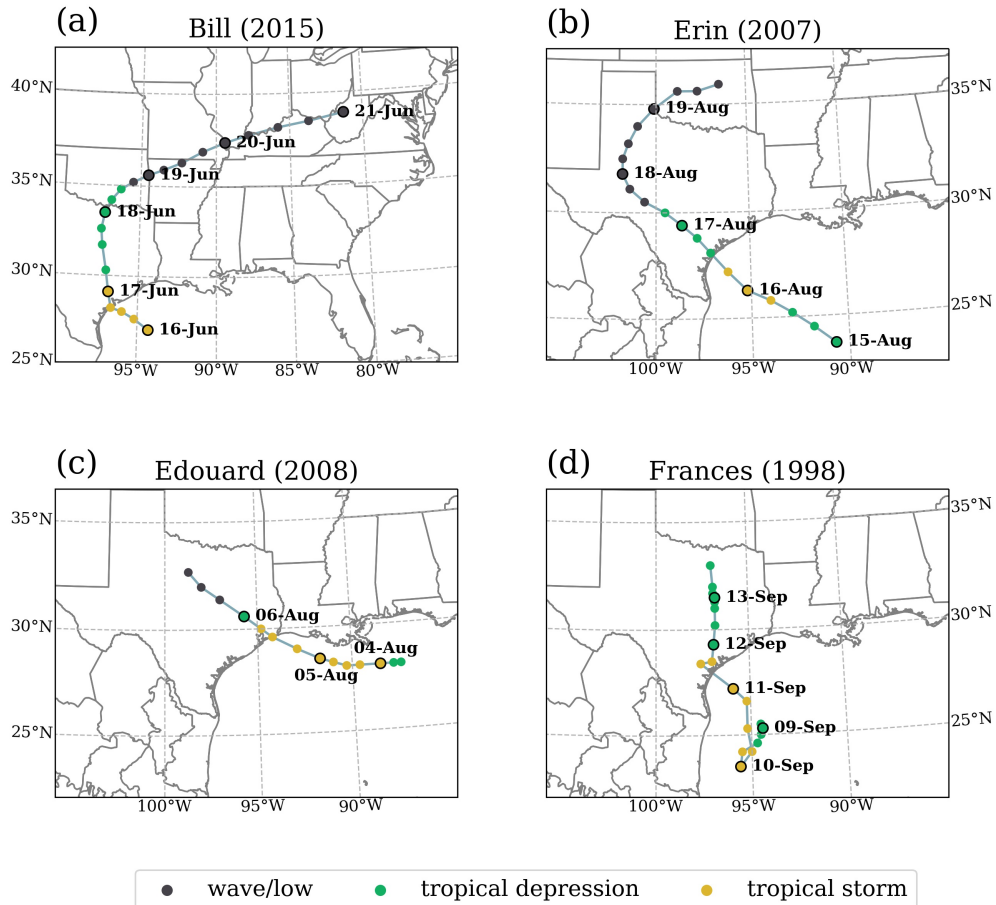 (a)
Bill (2015)
40°N
35°N
30°N
25°N
21-Jun
20-Jun
19-Jun
18-Jun
17-Jun
16-Jun
95°W 90°W 85°W 80°W
(b)
Erin (2007)
35°N
30°N
25°N
19-Aug
18-Aug
17-Aug
16-Aug
15-Aug
100°W 95°W 90°W
(c)
Edouard (2008)
35°N
30°N
25°N
06-Aug
04-Aug
05-Aug
100°W 95°W 90°W
(d)
Frances (1998)
35°N
30°N
25°N
13-Sep
12-Sep
11-Sep
09-Sep
10-Sep
100°W 95°W 90°W
wave/low tropical depression tropical storm